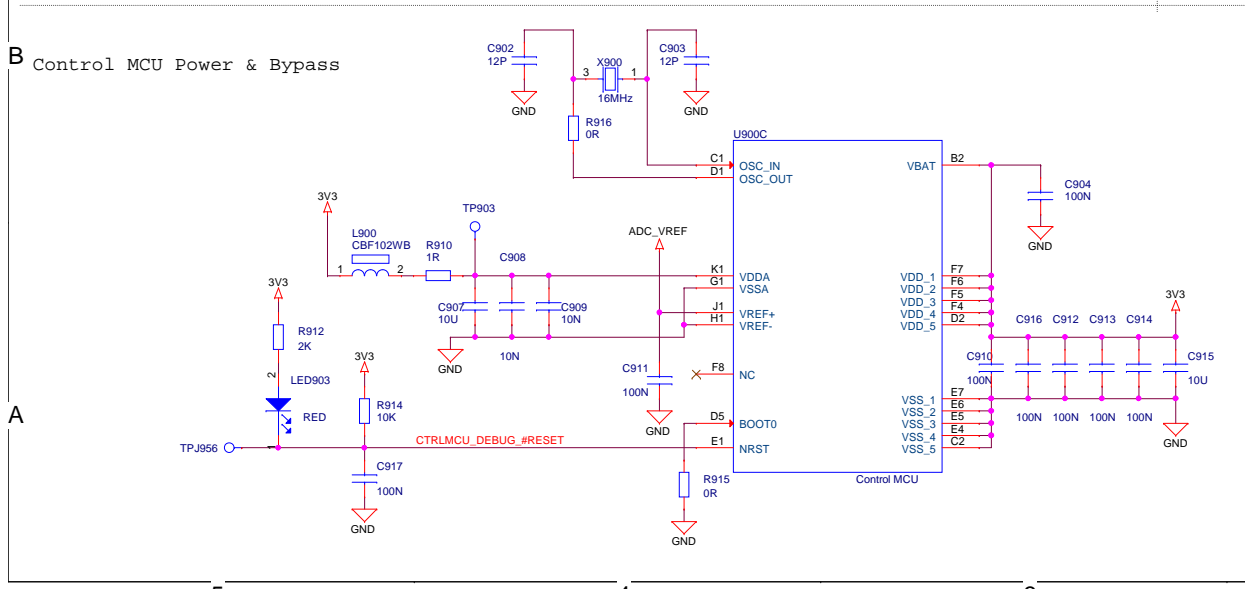 B
Control MCU Power & Bypass
C902
12P
GND
3
X900
1
16MHz
C903
12P
GND
R916
0R
U900C
C1
OSC_IN
D1
OSC_OUT
VBAT
B2
C904
100N
GND
3V3
L900
CBF102WB
1
2
R910
1R
TP903
C908
ADC_VREF
K1
VDDA
G1
VSSA
J1
VREF+
H1
VREF-
VDD_1
F7
VDD_2
F6
VDD_3
F5
VDD_4
F4
VDD_5
D2
C907
10U
C909
10N
10N
GND
3V3
R912
2K
2
LED903
RED
1
3V3
R914
10K
C911
100N
GND
F8
NC
3V3
C916
C912
C913
C914
C910
100N
C915
10U
100N
100N
100N
100N
GND
A
VSS_1
E7
VSS_2
E6
VSS_3
E5
VSS_4
E4
VSS_5
C2
D5
BOOT0
TPJ956
CTRLMCU_DEBUG_#RESET
E1
NRST
C917
100N
GND
R915
0R
GND
Control MCU